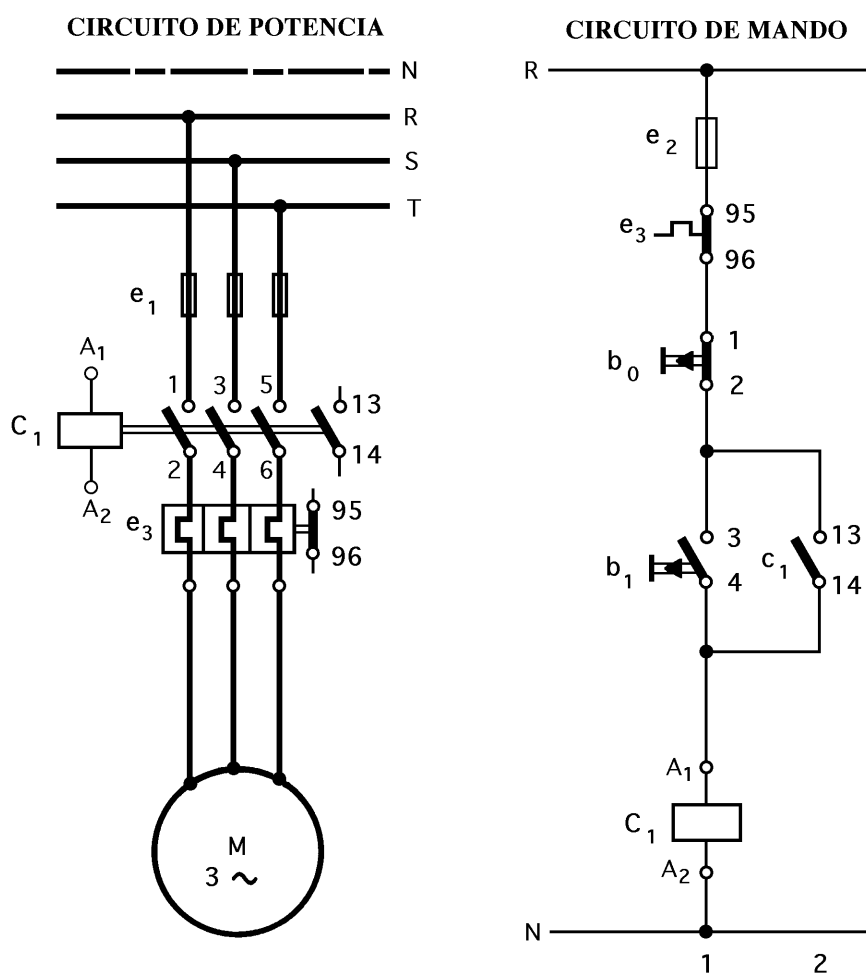 CIRCUITO DE POTENCIA
N
R
S
T
e1
A1
1 3 5 13
C1
2 4 6 14
A2
e3
95
96
M
3 ~
CIRCUITO DE MANDO
R
e2
e3
95
96
b0
1
2
b1
3
4
c1
13
14
A1
C1
A2
N
1 2